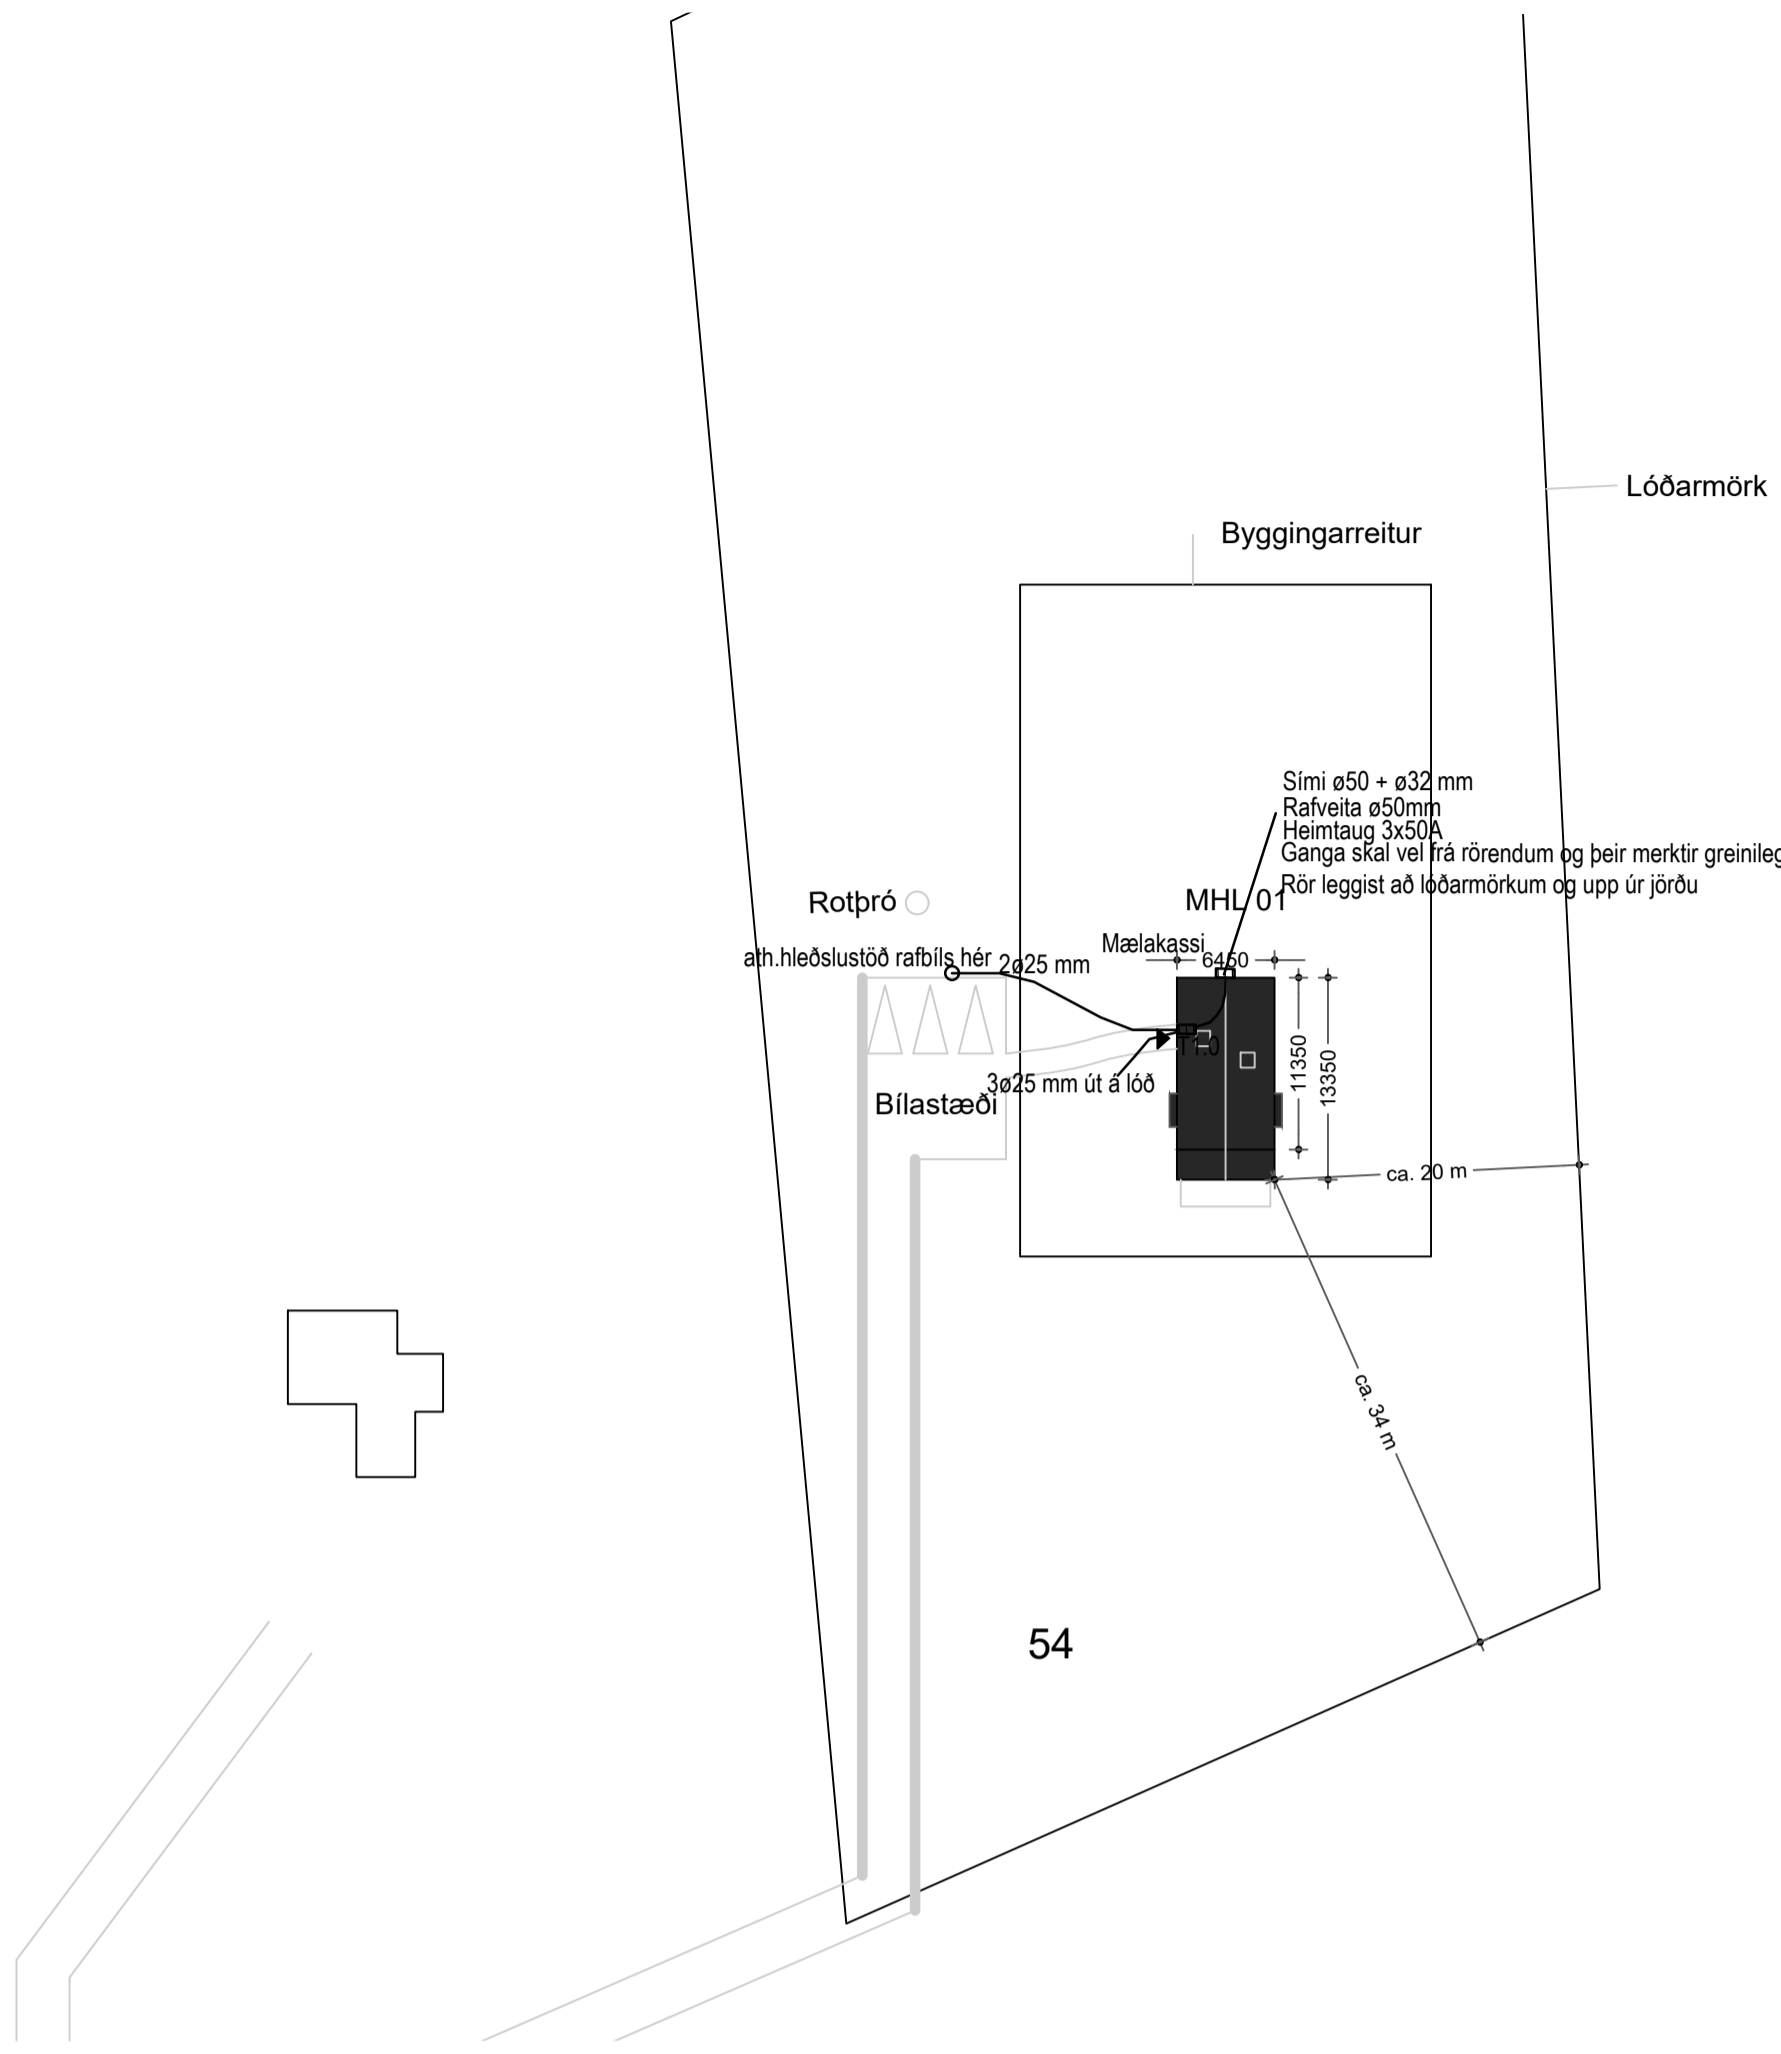 Lóðarmörk
Byggingarreitur
Sími ø50 + ø32 mm
Rafveita ø50mm
Heimtaug 3x50A
Ganga skal vel frá rörendum og þeir merktir
Rör leggist að lóðarmörkum og upp úr jörðu
MHL 01
Rotþró
Mælakassi
ath.hleðslustöð rafbíls hér
2ø25 mm
6450
T1.0
11350
13350
3ø25 mm út á lóð
Bílastæði
ca. 20 m
ca. 34 m
54